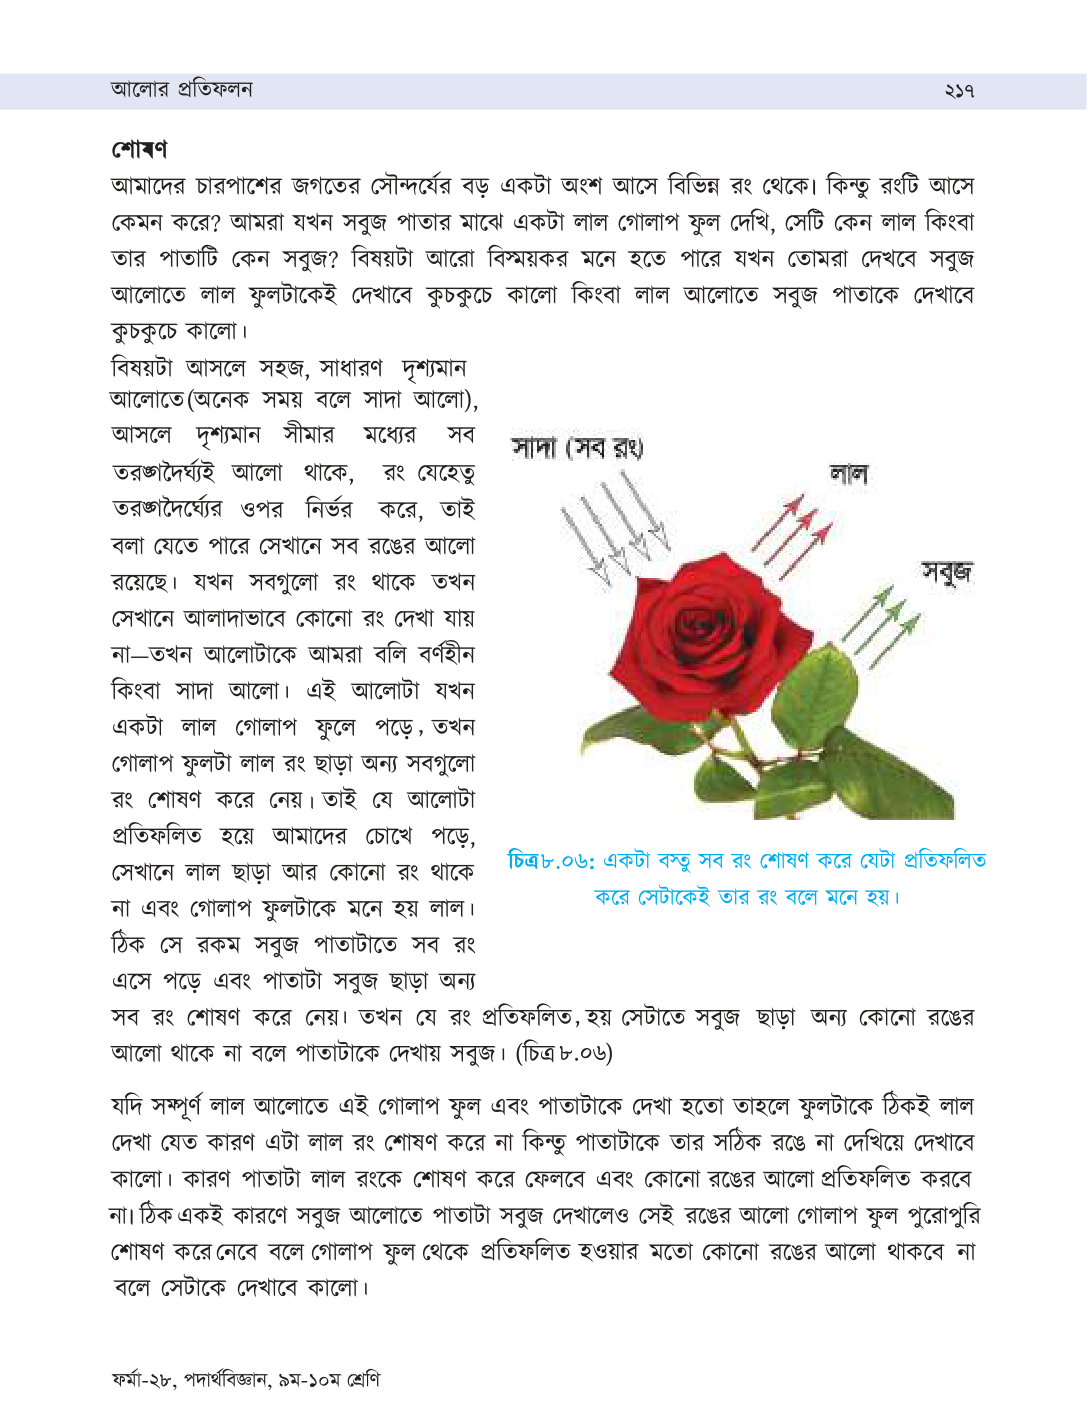 আলোর প্রতিফলন ২১৭
শোষণ
আমাদের চারপাশের জগতের সৌন্দর্যের বড় একটা অংশ আসে বিভিন্ন রং থেকে। কিন্তু রংটি আসে
কেমন করে? আমরা যখন সবুজ পাতার মাঝে একটা লাল গোলাপ ফুল দেখি, সেটি কেন লাল কিংবা
তার পাতাটি কেন সবুজ? বিষয়টা আরো বিস্ময়কর মনে হতে পারে যখন তোমরা দেখবে সবুজ
আলোতে লাল ফুলটাকেই দেখাবে কুচকুচে কালো কিংবা লাল আলোতে সবুজ পাতাকে দেখাবে
কুচকুচে কালো।
বিষয়টা আসলে সহজ, সাধারণ দৃশ্যমান
আলোতে (অনেক সময় বলে সাদা আলো),
আসলে দৃশ্যমান সীমার মধ্যের সব
তরঙ্গদৈর্ঘ্যই আলো থাকে, রং যেহেতু
তরঙ্গদৈর্ঘ্যের ওপর নির্ভর করে, তাই
বলা যেতে পারে সেখানে সব রঙের আলো
রয়েছে। যখন সবগুলো রং থাকে তখন
সেখানে আলাদাভাবে কোনো রং দেখা যায়
না—তখন আলোটাকে আমরা বলি বর্ণহীন
কিংবা সাদা আলো। এই আলোটা যখন
একটা লাল গোলাপ ফুলে পড়ে, তখন
গোলাপ ফুলটা লাল রং ছাড়া অন্য সবগুলো
রং শোষণ করে নেয়। তাই যে আলোটা
প্রতিফলিত হয়ে আমাদের চোখে পড়ে,
সেখানে লাল ছাড়া আর কোনো রং থাকে
না এবং গোলাপ ফুলটাকে মনে হয় লাল।
ঠিক সে রকম সবুজ পাতাটাতে সব রং
এসে পড়ে এবং পাতাটা সবুজ ছাড়া অন্য
সব রং শোষণ করে নেয়। তখন যে রং প্রতিফলিত, হয় সেটাতে সবুজ ছাড়া অন্য কোনো রঙের
আলো থাকে না বলে পাতাটাকে দেখায় সবুজ। (চিত্র ৮.০৬)
সাদা (সব রং)
লাল
সবুজ
চিত্র ৮.০৬: একটা বস্তু সব রং শোষণ করে যেটা প্রতিফলিত
করে সেটাকেই তার রং বলে মনে হয়।
যদি সম্পূর্ণ লাল আলোতে এই গোলাপ ফুল এবং পাতাটাকে দেখা হতো তাহলে ফুলটাকে ঠিকই লাল
দেখা যেত কারণ এটা লাল রং শোষণ করে না কিন্তু পাতাটাকে তার সঠিক রঙে না দেখিয়ে দেখাবে
কালো। কারণ পাতাটা লাল রংকে শোষণ করে ফেলবে এবং কোনো রঙের আলো প্রতিফলিত করবে
না। ঠিক একই কারণে সবুজ আলোতে পাতাটা সবুজ দেখালেও সেই রঙের আলো গোলাপ ফুল পুরোপুরি
শোষণ করে নেবে বলে গোলাপ ফুল থেকে প্রতিফলিত হওয়ার মতো কোনো রঙের আলো থাকবে না
বলে সেটাকে দেখাবে কালো।
ফর্মা-২৮, পদার্থবিজ্ঞান, ৯ম-১০ম শ্রেণি